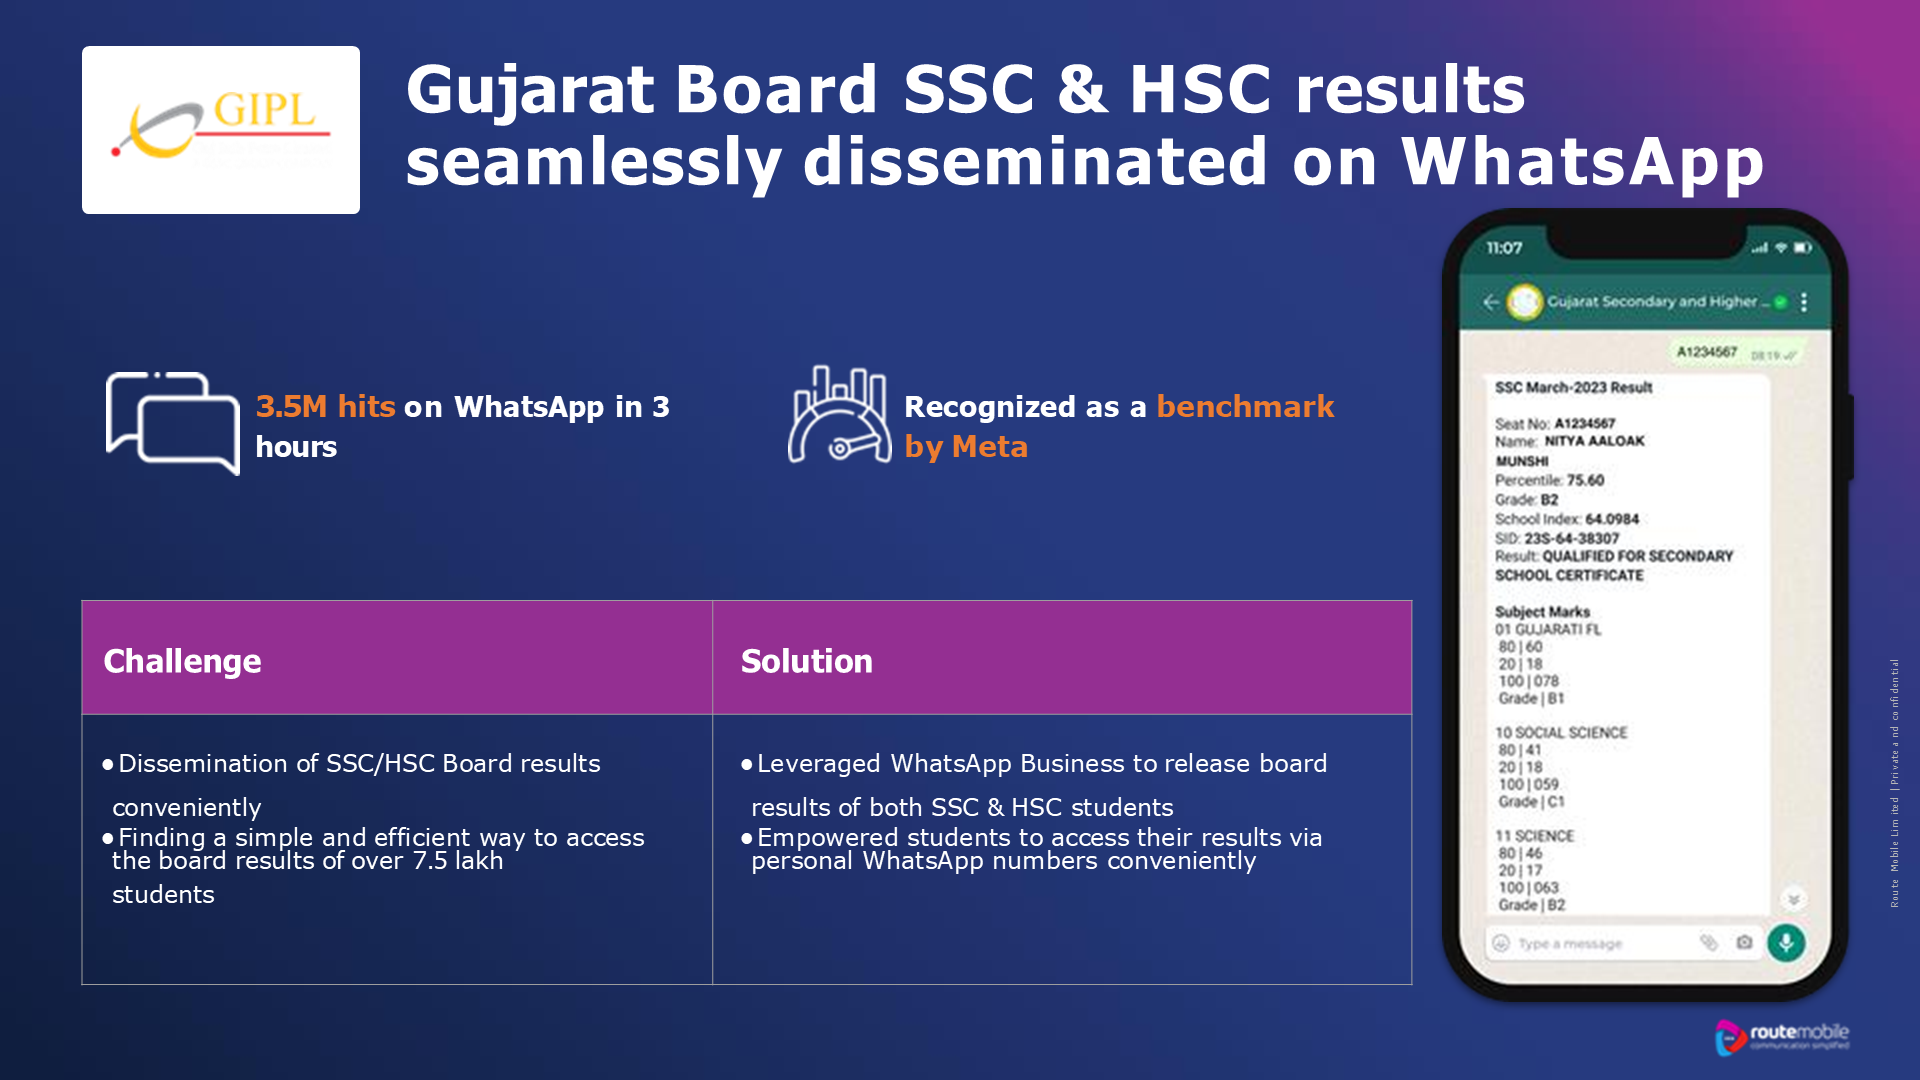 GIPL
Gujarat Board SSC & HSC results
seamlessly disseminated on WhatsApp
3.5M hits on WhatsApp in 3
hours
Recognized as a benchmark
by Meta
Challenge
Solution
●Dissemination of SSC/HSC Board results
conveniently
●Finding a simple and efficient way to access
the board results of over 7.5 lakh
students
●Leveraged WhatsApp Business to release board
results of both SSC & HSC students
●Empowered students to access their results via
personal WhatsApp numbers conveniently
11:07
Gujarat Secondary and Higher ...
A1234567 08:19
SSC March-2023 Result
Seat No: A1234567
Name: NITYA AALOAK
MUNSHI
Percentile: 75.60
Grade: B2
School Index: 64.0984
SID: 23S-64-38307
Result: QUALIFIED FOR SECONDARY
SCHOOL CERTIFICATE
Subject Marks
01 GUJARATI FL
80 | 60
20 | 18
100 | 078
Grade | B1
10 SOCIAL SCIENCE
80 | 41
20 | 18
100 | 059
Grade | C1
11 SCIENCE
80 | 46
20 | 17
100 | 063
Grade | B2
Type a message
Route Mobile Limited | Private and confidential
routemobile
communication simplified